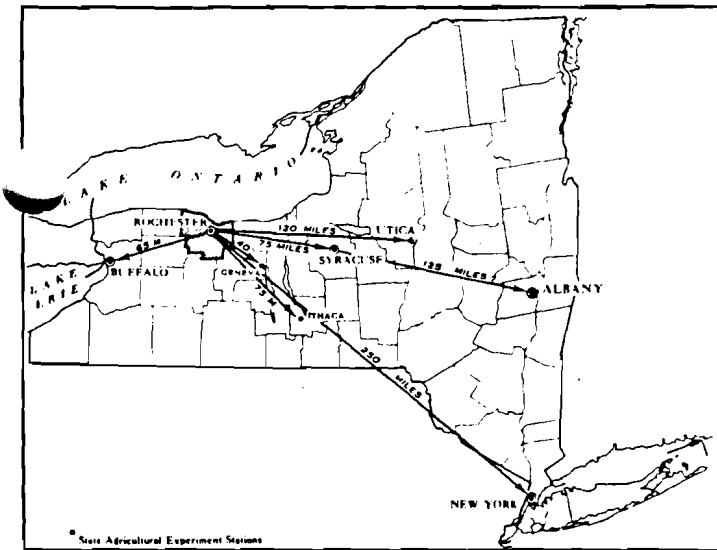 LAKE ONTARIO
ROCHESTER
120 MILES
UTICA
75 MILES
SYRACUSE
65 M
BUFFALO
LAKE ERIE
40
GENEVA
75 M
ITHACA
135 MILES
ALBANY
250 MILES
NEW YORK
State Agricultural Experiment Stations